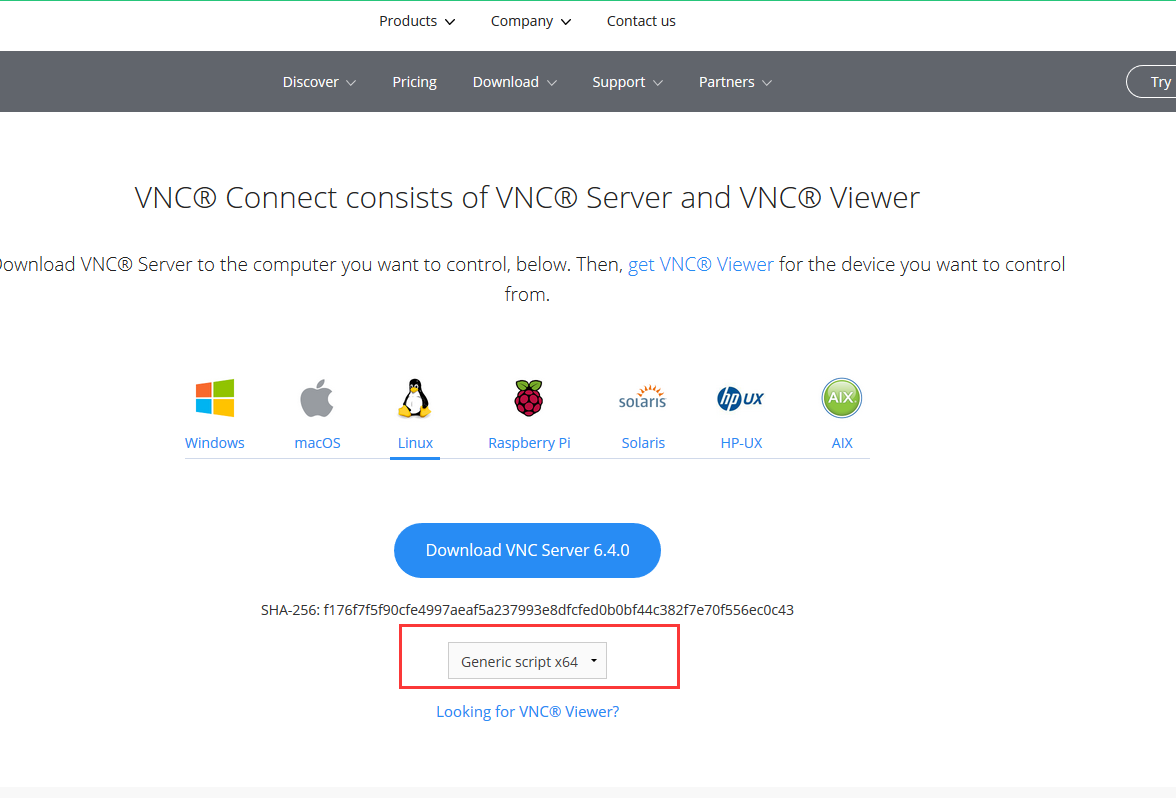 Products Company Contact us
Discover Pricing Download Support Partners Try
VNC® Connect consists of VNC® Server and VNC® Viewer
Download VNC® Server to the computer you want to control, below. Then, get VNC® Viewer for the device you want to control
from.
solaris hp UX AIX
Windows macOS Linux Raspberry Pi Solaris HP-UX AIX
Download VNC Server 6.4.0
SHA-256: f176f7f5f90cfe4997aeaf5a237993e8dfcfed0b0bf44c382f7e70f556ec0c43
Generic script x64
Looking for VNC® Viewer?